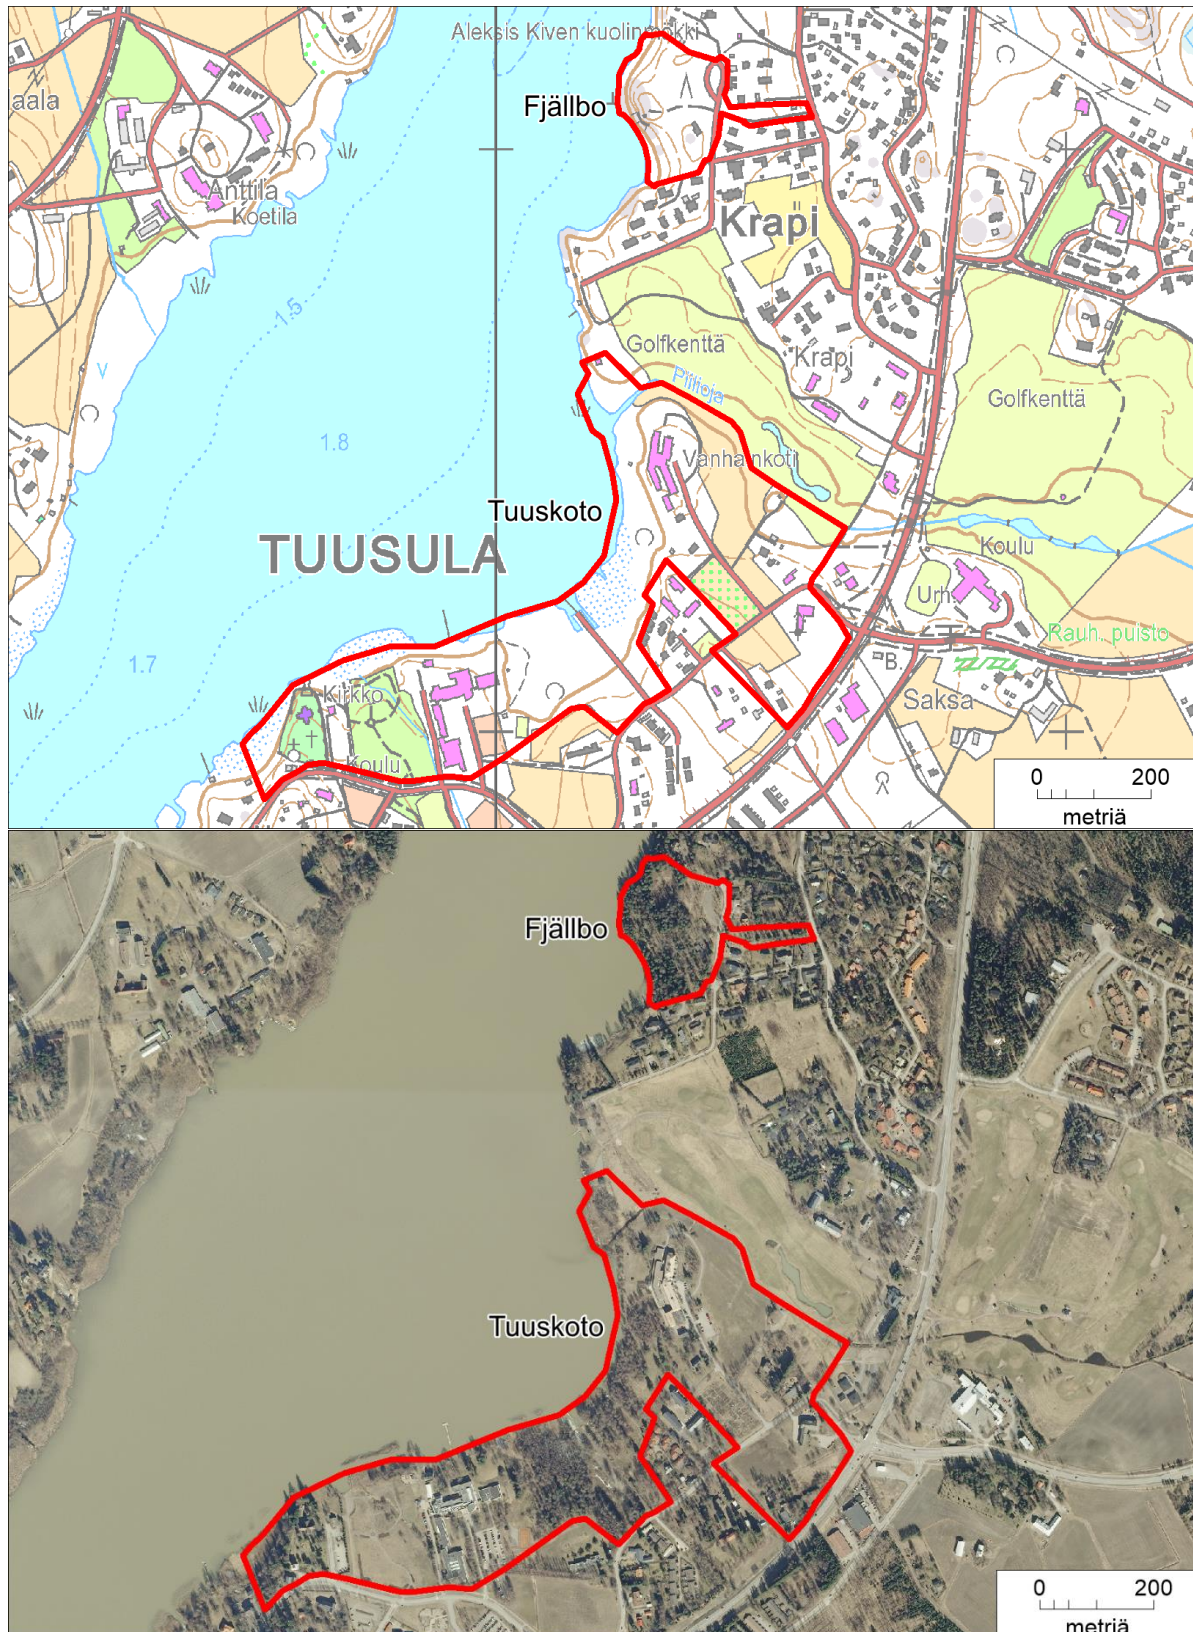 Aleksis Kiven kuolinmökki
aala
Fjällbo
Anttila
Koetila
Krapi
1.5
Golfkenttä
Piilioja
Krapi
Golfkenttä
1.8
Vanhainkoti
Tuuskoto
TUUSULA
Koulu
Urh.
Rauh. puisto
1.7
B.
Kirkko
Saksa
Koulu
0 200
metriä
Fjällbo
Tuuskoto
0 200
metriä